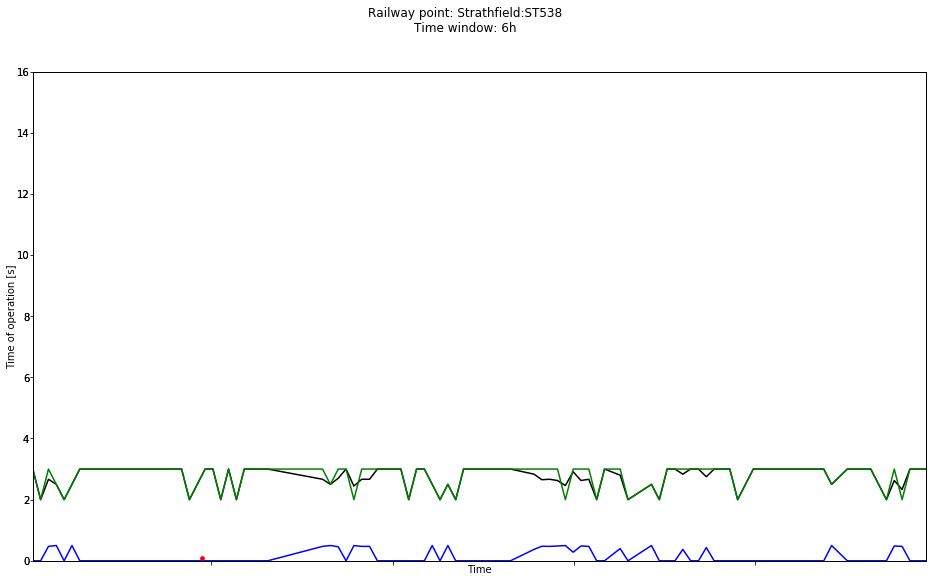 Railway point: Strathfield:ST538
Time window: 6h
16
14
12
10
8
6
4
2
0
Time of operation [s]
Time